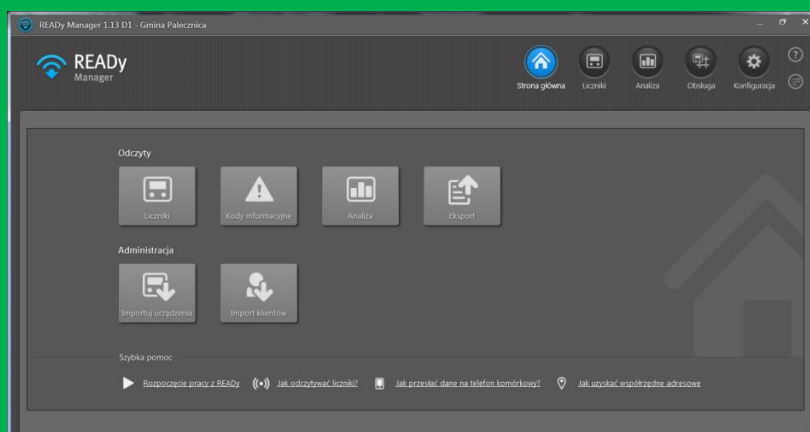 READy Manager 1.13 D1 - Gmina Palecznica
READy
Manager
Strona główna
Liczniki
Analiza
Obsługa
Konfiguracja
?
Odczyty
Liczniki
Kody informacyjne
Analiza
Eksport
Administracja
Importuj urządzenia
Import klientów
Szybka pomoc
Rozpoczęcie pracy z READy
Jak odczytywać liczniki?
Jak przesłać dane na telefon komórkowy?
Jak uzyskać współrzędne adresowe